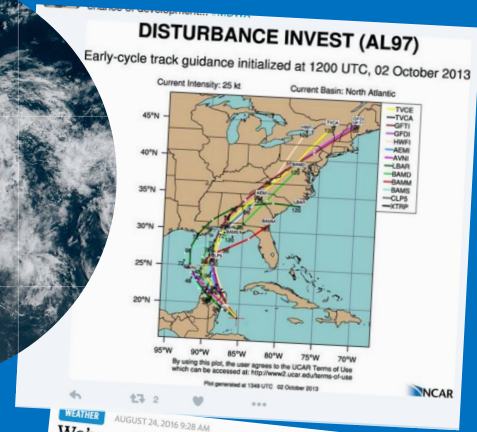 DISTURBANCE INVEST (AL97)
Early-cycle track guidance initialized at 1200 UTC, 02 October 2013
Current Intensity: 25 kt
Current Basin: North Atlantic
45°N
40°N
35°N
30°N
25°N
20°N
TVCE
TVCA
GFTI
GFDI
HWFI
AEMI
AVNI
LBAR
BAMD
BAMM
BAMS
CLP5
XTRP
95°W 90°W 85°W 80°W 75°W 70°W
By using this plot, the user agrees to the UCAR Terms of Use
which can be accessed at: http://www2.ucar.edu/terms-of-use
Plot generated at 1349 UTC 02 October 2013
NCAR
2
WEATHER
AUGUST 24, 2016 9:28 AM